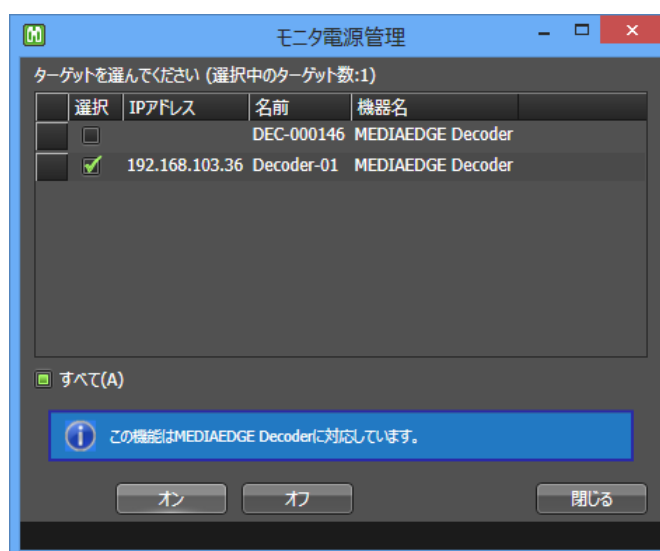 モニタ電源管理
ターゲットを選んでください (選択中のターゲット数:1)
選択 IPアドレス 名前 機器名
DEC-000146 MEDIAEDGE Decoder
192.168.103.36 Decoder-01 MEDIAEDGE Decoder
すべて(A)
この機能はMEDIAEDGE Decoderに対応しています。
オン オフ 閉じる